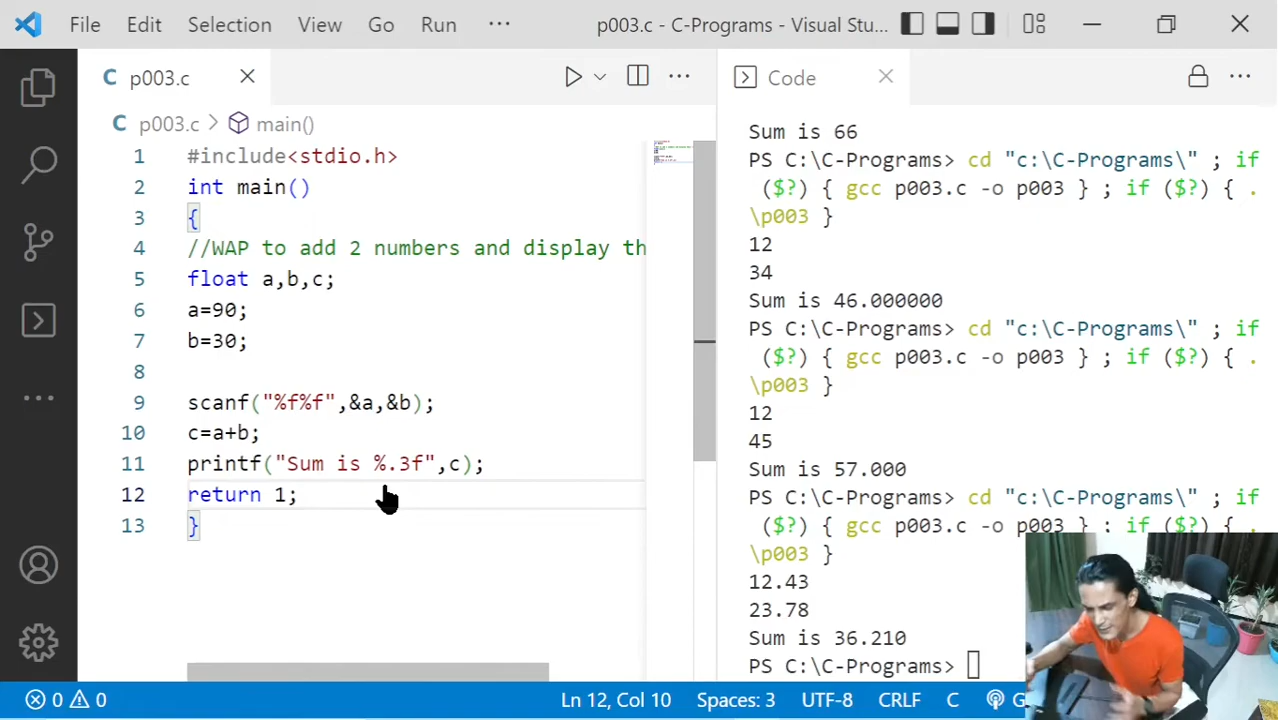 File Edit Selection View Go Run ··· p003.c - C-Programs - Visual Stu...
C p003.c
Code
C p003.c > main()
1 #include<stdio.h>
2 int main()
3 {
4 //WAP to add 2 numbers and display th
5 float a,b,c;
6 a=90;
7 b=30;
8
9 scanf("%f%f",&a,&b);
10 c=a+b;
11 printf("Sum is %.3f",c);
12 return 1;
13 }
Sum is 66
PS C:\C-Programs> cd "c:\C-Programs\" ; if
($?) { gcc p003.c -o p003 } ; if ($?) { .
\p003 }
12
34
Sum is 46.000000
PS C:\C-Programs> cd "c:\C-Programs\" ; if
($?) { gcc p003.c -o p003 } ; if ($?) { .
\p003 }
12
45
Sum is 57.000
PS C:\C-Programs> cd "c:\C-Programs\" ; if
($?) { gcc p003.c -o p003 } ; if ($?) { .
\p003 }
12.43
23.78
Sum is 36.210
PS C:\C-Programs>
0 0 Ln 12, Col 10 Spaces: 3 UTF-8 CRLF C G